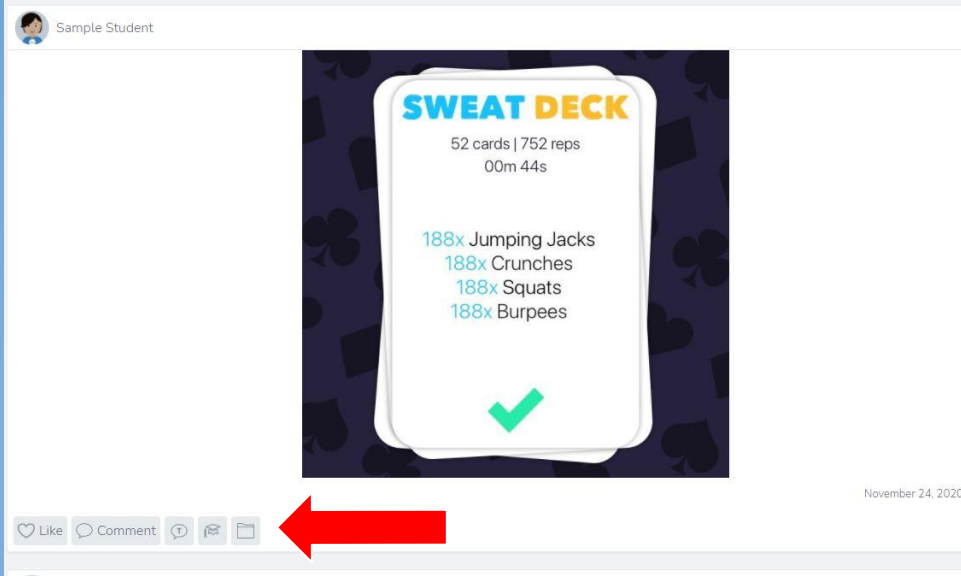 Sample Student
SWEAT DECK
52 cards | 752 reps
00m 44s
188x Jumping Jacks
188x Crunches
188x Squats
188x Burpees
November 24, 2020
Like Comment T